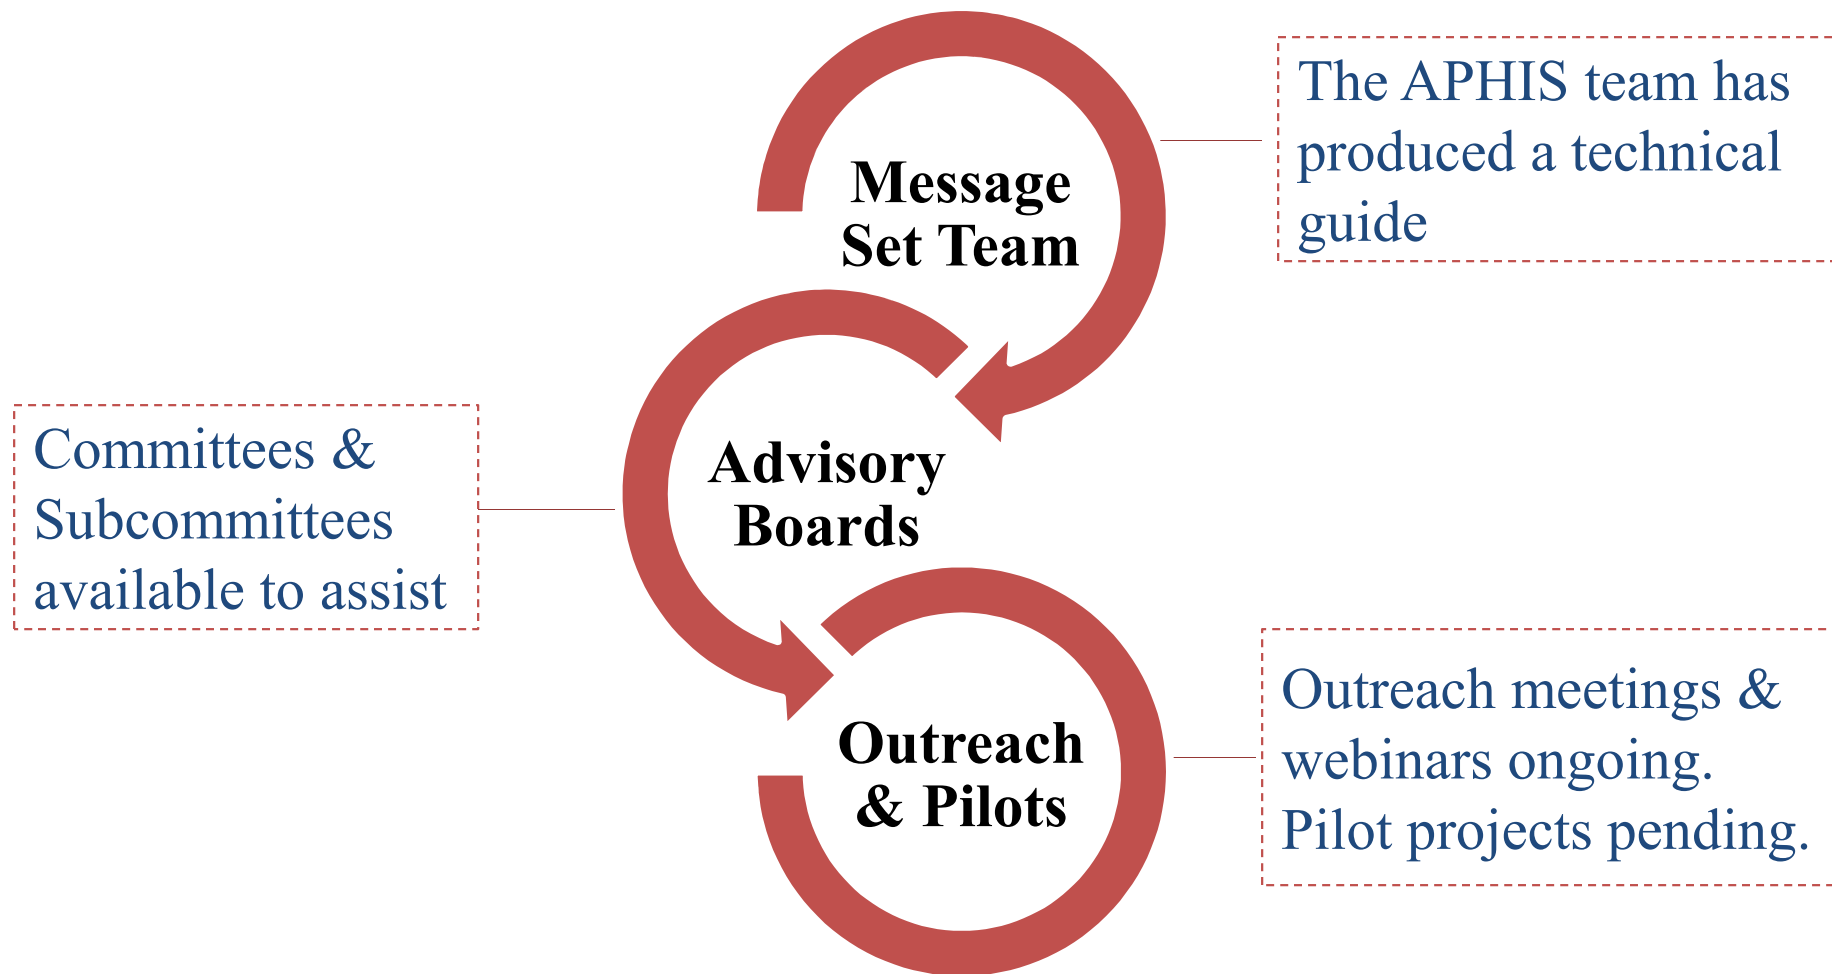 Message
Set Team
The APHIS team has
produced a technical
guide
Advisory
Boards
Committees &
Subcommittees
available to assist
Outreach
& Pilots
Outreach meetings &
webinars ongoing.
Pilot projects pending.